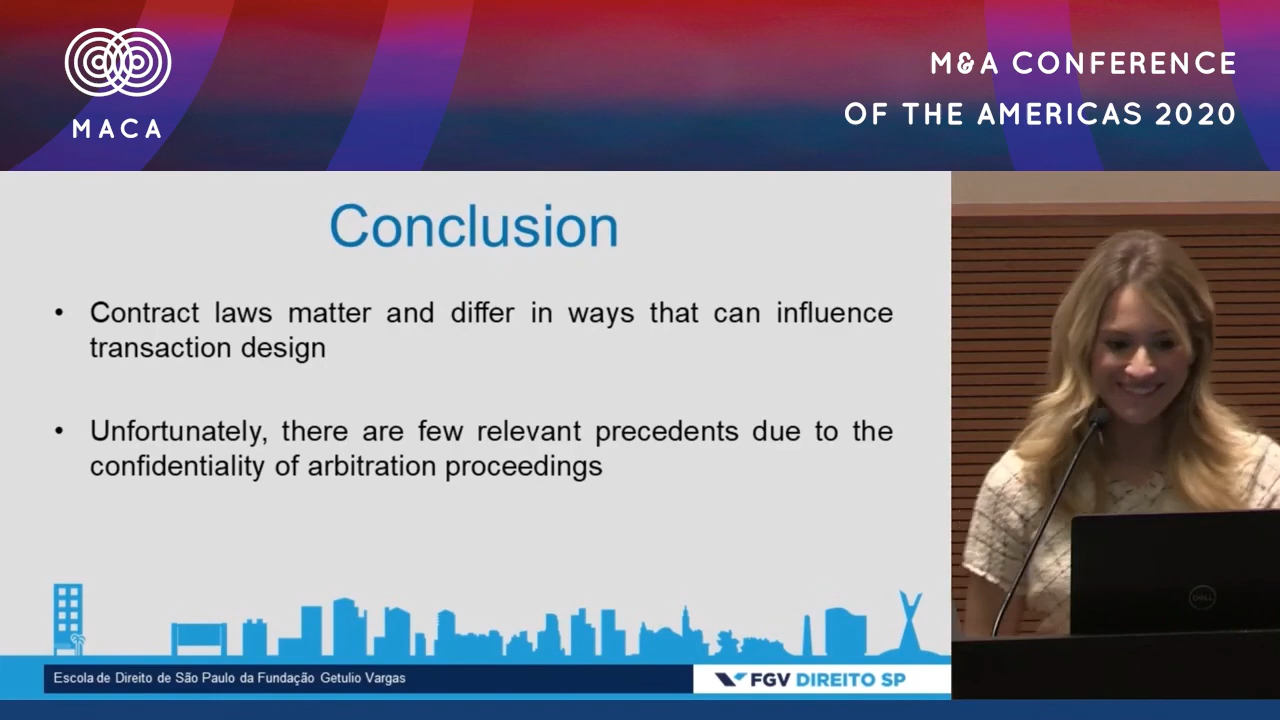 MACA
M&A CONFERENCE
OF THE AMERICAS 2020
Conclusion
• Contract laws matter and differ in ways that can influence
transaction design
• Unfortunately, there are few relevant precedents due to the
confidentiality of arbitration proceedings
DELL
Escola de Direito de São Paulo da Fundação Getulio Vargas
FGV DIREITO SP